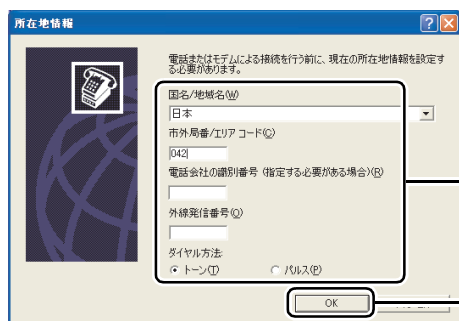 所在地情報
電話またはモデムによる接続を行う前に、現在の所在地情報を設定す
る必要があります。
国名/地域名(W)
日本
市外局番/エリア コード(C)
042
電話会社の識別番号 (指定する必要がある場合)(R)
外線発信番号(O)
ダイヤル方法:
トーン(T) パルス(P)
OK